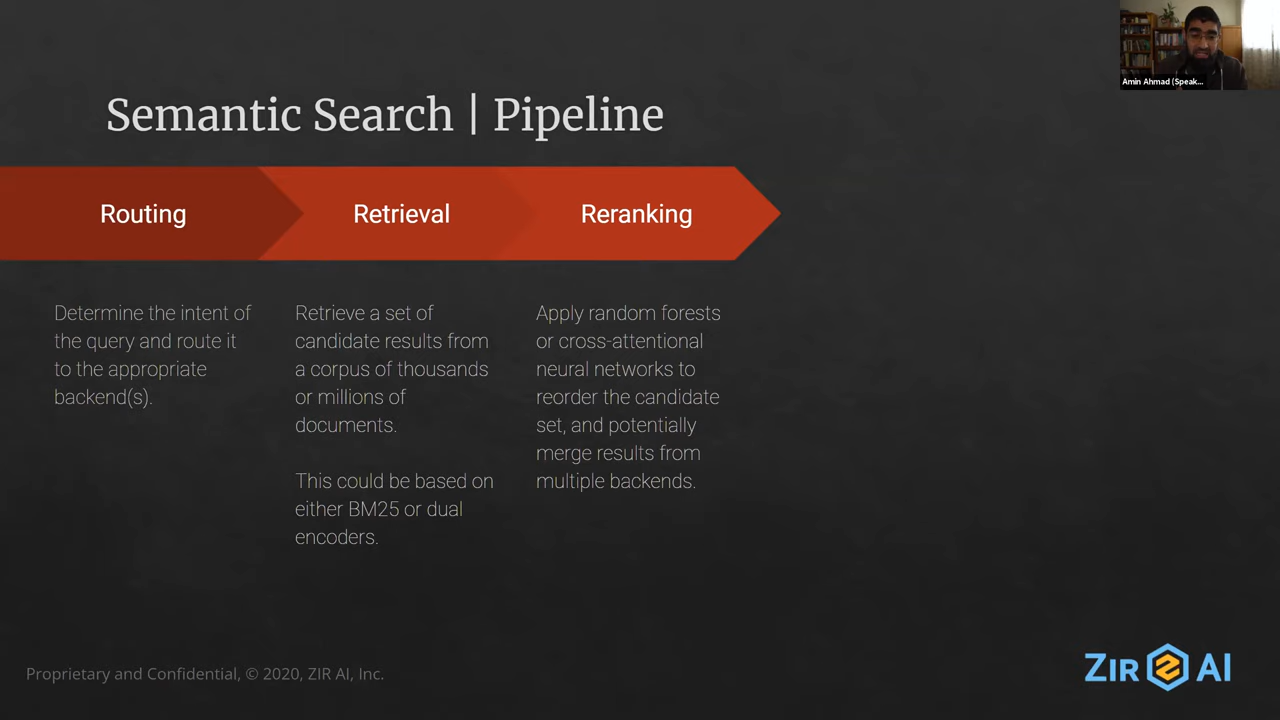 Amin Ahmad (Speak...
Semantic Search | Pipeline
Routing
Retrieval
Reranking
Determine the intent of
the query and route it
to the appropriate
backend(s).
Retrieve a set of
candidate results from
a corpus of thousands
or millions of
documents.
This could be based on
either BM25 or dual
encoders.
Apply random forests
or cross-attentional
neural networks to
reorder the candidate
set, and potentially
merge results from
multiple backends.
Proprietary and Confidential, © 2020, ZIR AI, Inc.
ZIR AI